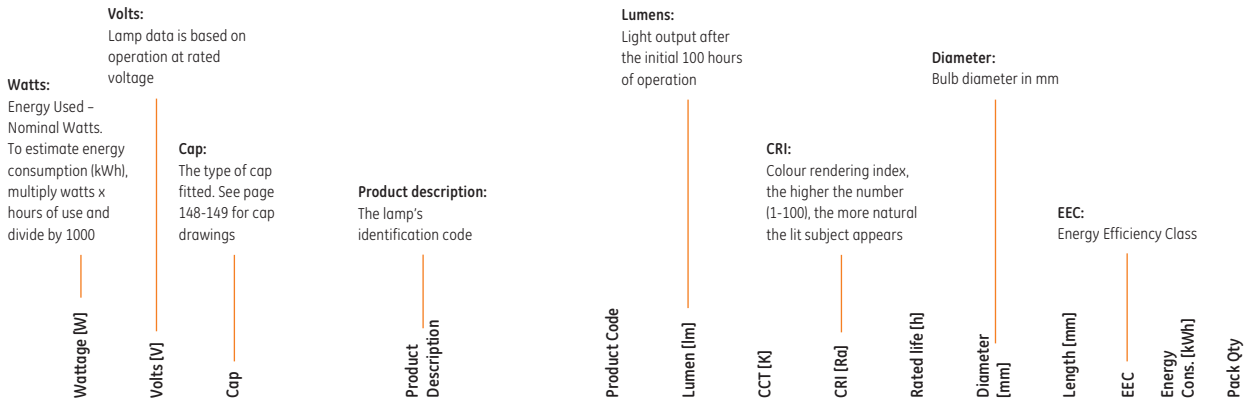 Volts:
Lamp data is based on
operation at rated
voltage
Lumens:
Light output after
the initial 100 hours
of operation
Diameter:
Bulb diameter in mm
Watts:
Energy Used –
Nominal Watts.
To estimate energy
consumption (kWh),
multiply watts x
hours of use and
divide by 1000
Cap:
The type of cap
fitted. See page
148-149 for cap
drawings
Product description:
The lamp's
identification code
CRI:
Colour rendering index,
the higher the number
(1-100), the more natural
the lit subject appears
EEC:
Energy Efficiency Class
Wattage [W]
Volts [V]
Cap
Product
Description
Product Code
Lumen [lm]
CCT [K]
CRI [Ra]
Rated life [h]
Diameter
[mm]
Length [mm]
EEC
Energy
Cons. [kWh]
Pack Qty